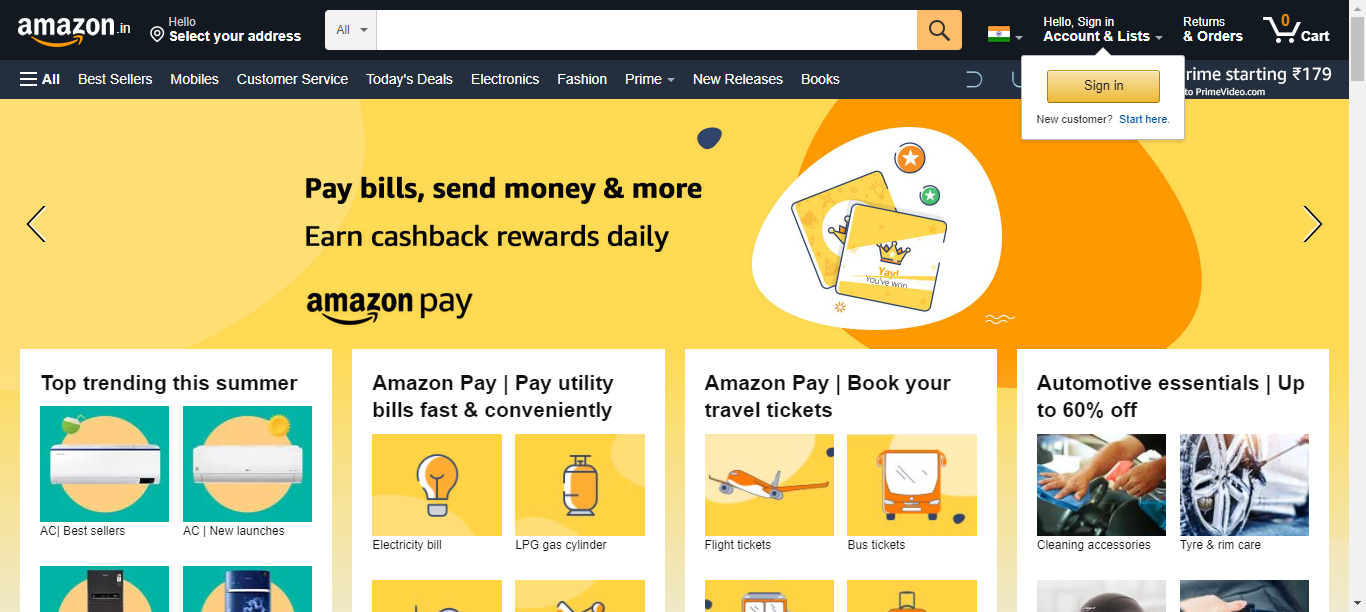 amazon.in
Hello
Select your address
All
Hello, Sign in
Account & Lists
Returns
& Orders
0
Cart
All
Best Sellers
Mobiles
Customer Service
Today's Deals
Electronics
Fashion
Prime
New Releases
Books
rime starting ₹179
to PrimeVideo.com
Sign in
New customer? Start here.
Pay bills, send money & more
Earn cashback rewards daily
amazon pay
Yay!
You've won
Top trending this summer
AC| Best sellers
AC | New launches
Amazon Pay | Pay utility
bills fast & conveniently
Electricity bill
LPG gas cylinder
Amazon Pay | Book your
travel tickets
Flight tickets
Bus tickets
Automotive essentials | Up
to 60% off
Cleaning accessories
Tyre & rim care